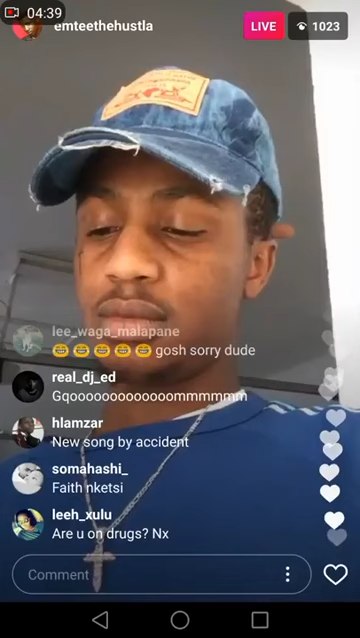 04:39
emteethehustla
LIVE
1023
lee_waga_malapane
😂😂😂😂😂 gosh sorry dude
real_dj_ed
Gqoooooooooooommmmmm
hlamzar
New song by accident
somahashi_
Faith nketsi
leeh_xulu
Are u on drugs? Nx
Comment